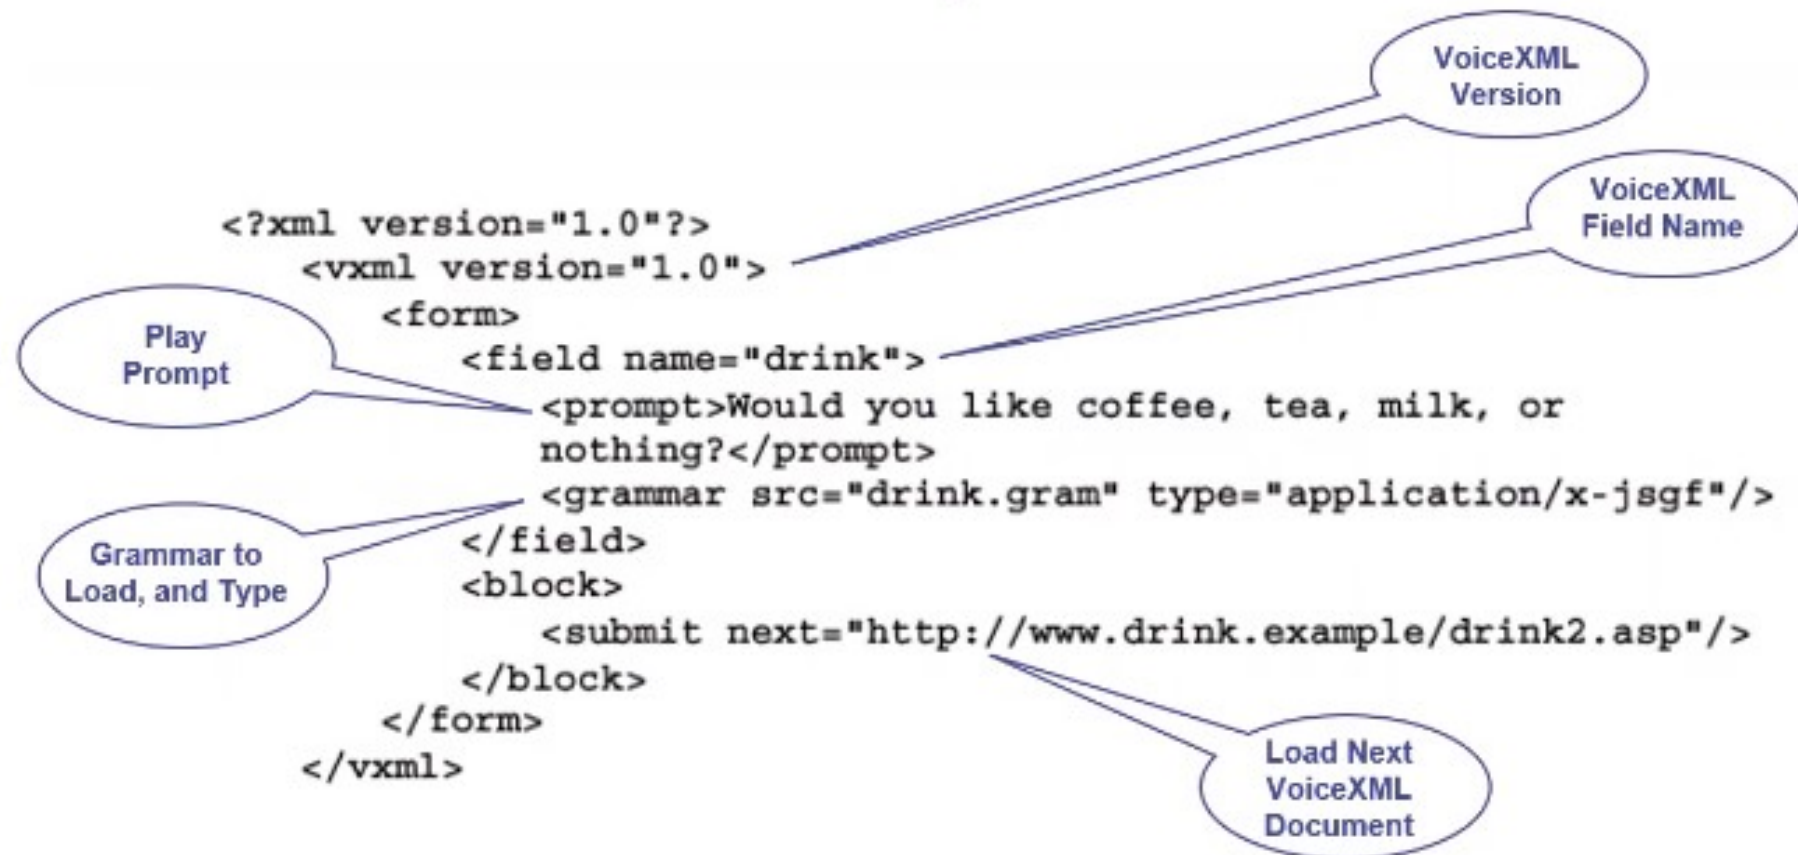 VoiceXML
Version
VoiceXML
Field Name
<?xml version="1.0"?>
<vxml version="1.0">
<form>
Play
Prompt
<field name="drink">
<prompt>Would you like coffee, tea, milk, or
nothing?</prompt>
<grammar src="drink.gram" type="application/x-jsgf"/>
Grammar to
Load, and Type
</field>
<block>
<submit next="http://www.drink.example/drink2.asp"/>
</block>
</form>
</vxml>
Load Next
VoiceXML
Document